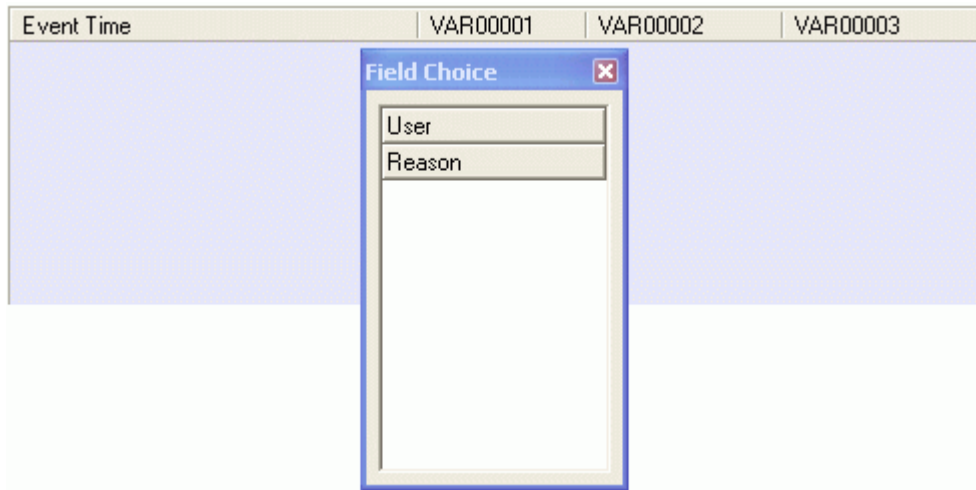 Event Time VAR00001 VAR00002 VAR00003
Field Choice
User
Reason